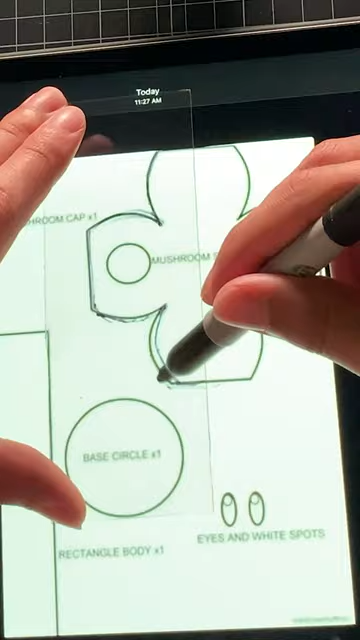 Today
11:27 AM
HROOM CAP x1
MUSHROOM S
BASE CIRCLE x1
EYES AND WHITE SPOTS
RECTANGLE BODY x1